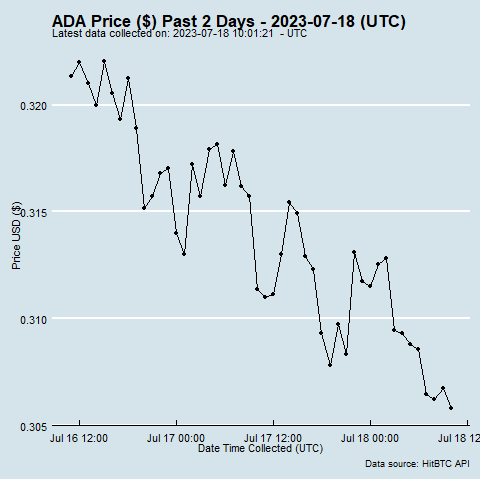 ADA Price ($) Past 2 Days - 2023-07-18 (UTC)
Latest data collected on: 2023-07-18 10:01:21  - UTC
0.320
0.315
0.310
0.305
Price USD ($)
Jul 16 12:00
Jul 17 00:00
Jul 17 12:00
Jul 18 00:00
Jul 18 12
Date Time Collected (UTC)
Data source: HitBTC API